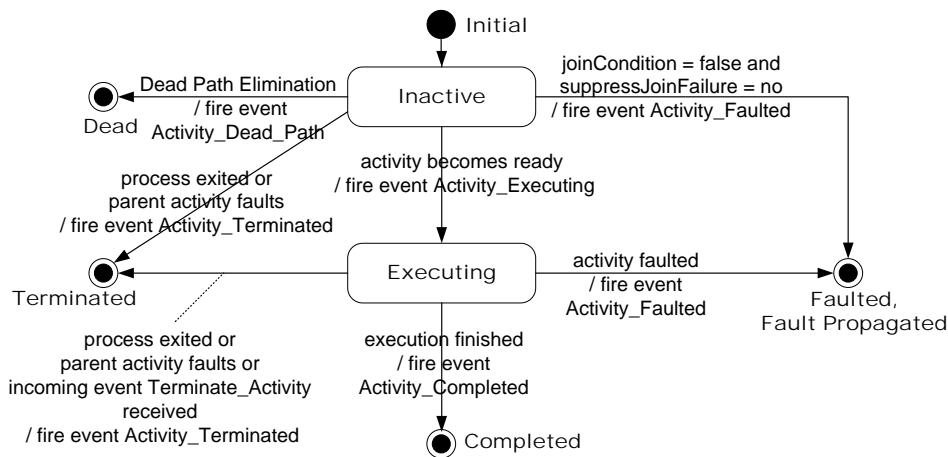 Initial
Dead Path Elimination
/ fire event
Activity_Dead_Path
Inactive
joinCondition = false and
suppressJoinFailure = no
/ fire event Activity_Faulted
Dead
process exited or
parent activity faults
/ fire event Activity_Terminated
activity becomes ready
/ fire event Activity_Executing
Terminated
Executing
activity faulted
/ fire event
Activity_Faulted
Faulted,
Fault Propagated
process exited or
parent activity faults or
incoming event Terminate_Activity
received
/ fire event Activity_Terminated
execution finished
/ fire event
Activity_Completed
Completed